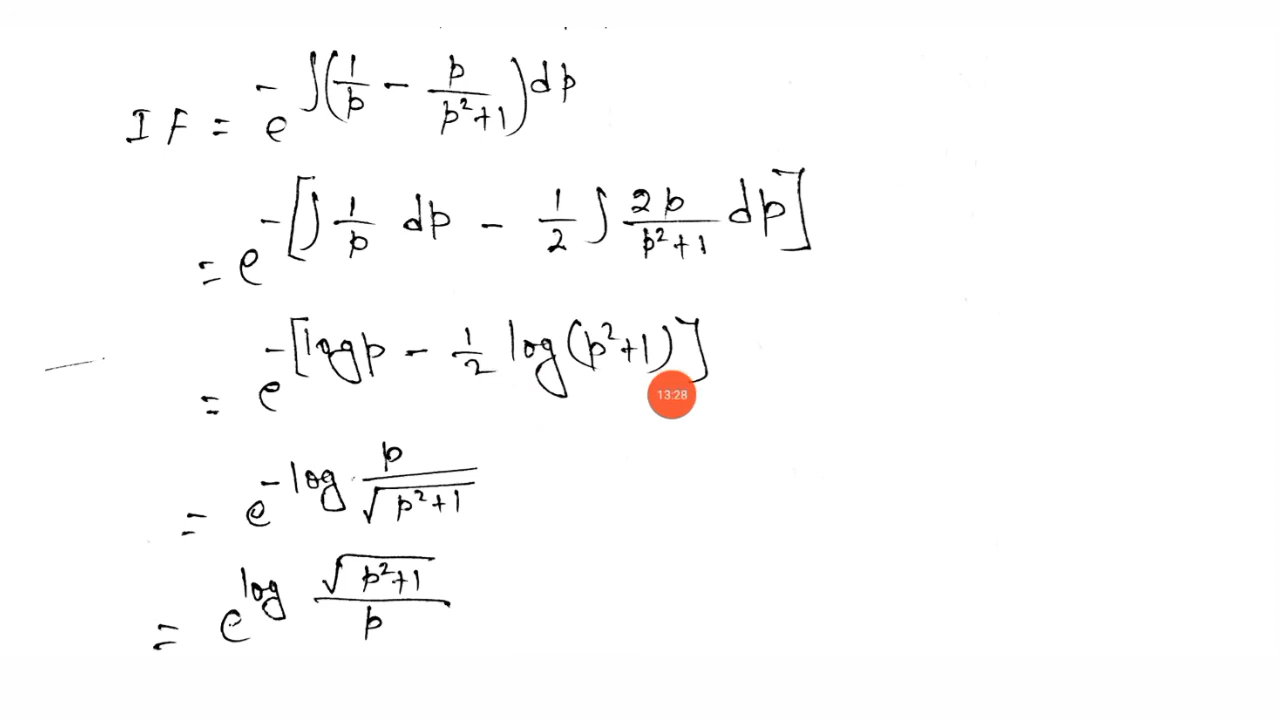 IF = e^{-∫(1/p - p/(p²+1))dp}
= e^{-[∫ 1/p dp - 1/2 ∫ 2p/(p²+1) dp]}
= e^{-[log p - 1/2 log(p²+1)]}
13:28
= e^{-log p/√(p²+1)}
= e^{log √(p²+1)/p}